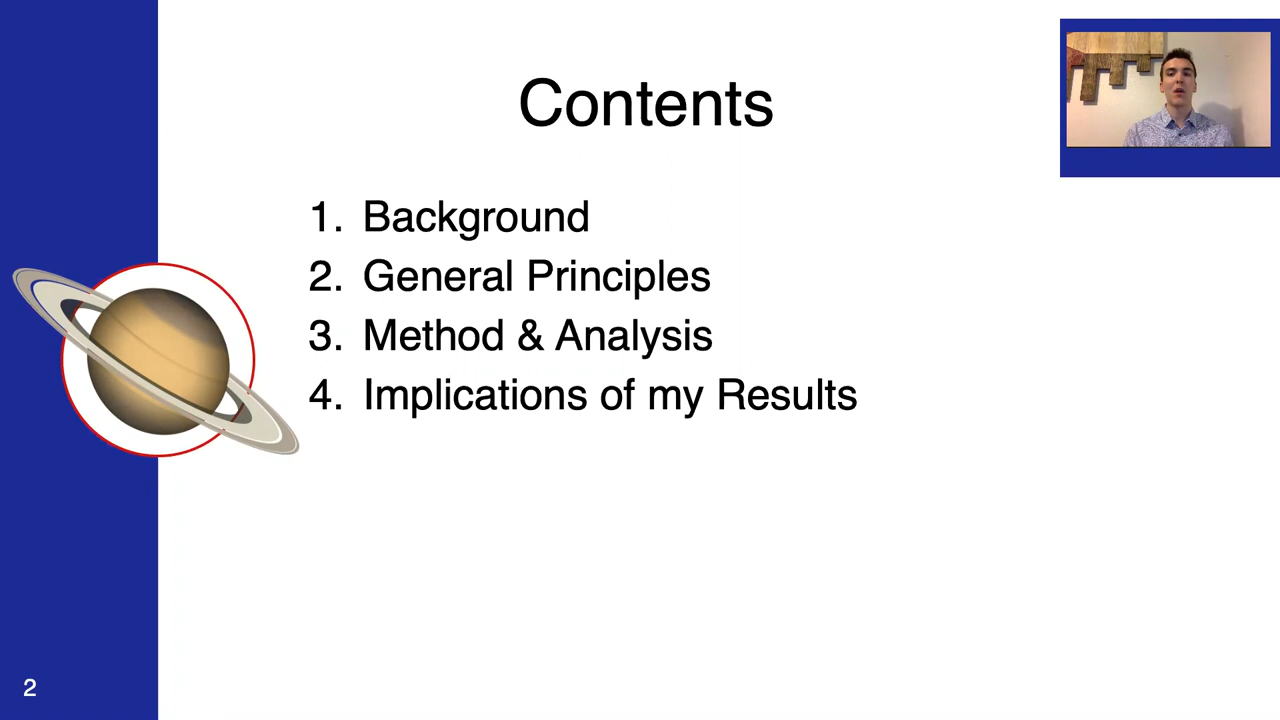 Contents
1. Background
2. General Principles
3. Method & Analysis
4. Implications of my Results
2